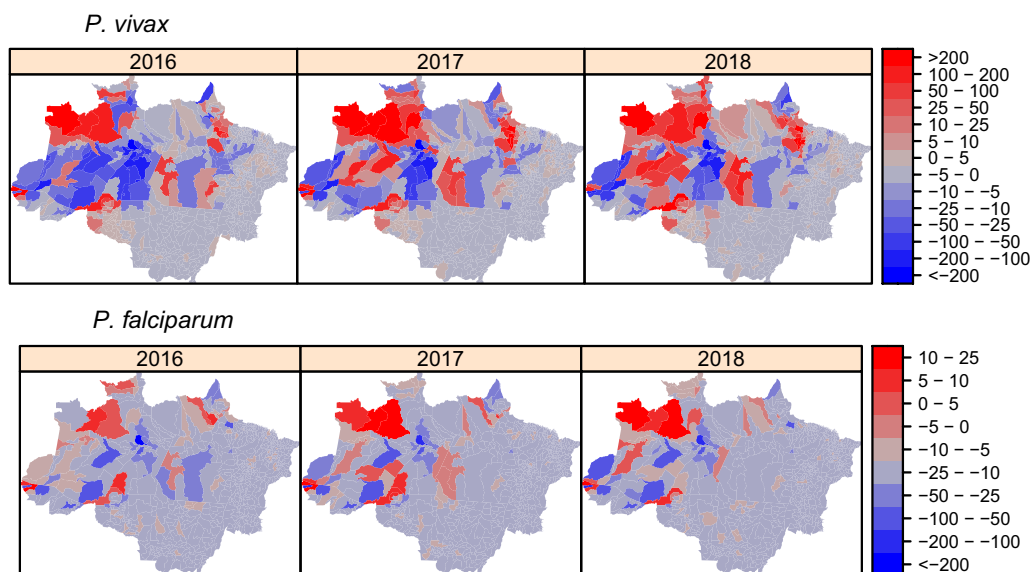 P. vivax
2016 2017 2018
>200
100 − 200
50 − 100
25 − 50
10 − 25
5 − 10
0 − 5
−5 − 0
−10 − −5
−25 − −10
−50 − −25
−100 − −50
−200 − −100
<−200
P. falciparum
2016 2017 2018
10 − 25
5 − 10
0 − 5
−5 − 0
−10 − −5
−25 − −10
−50 − −25
−100 − −50
−200 − −100
<−200